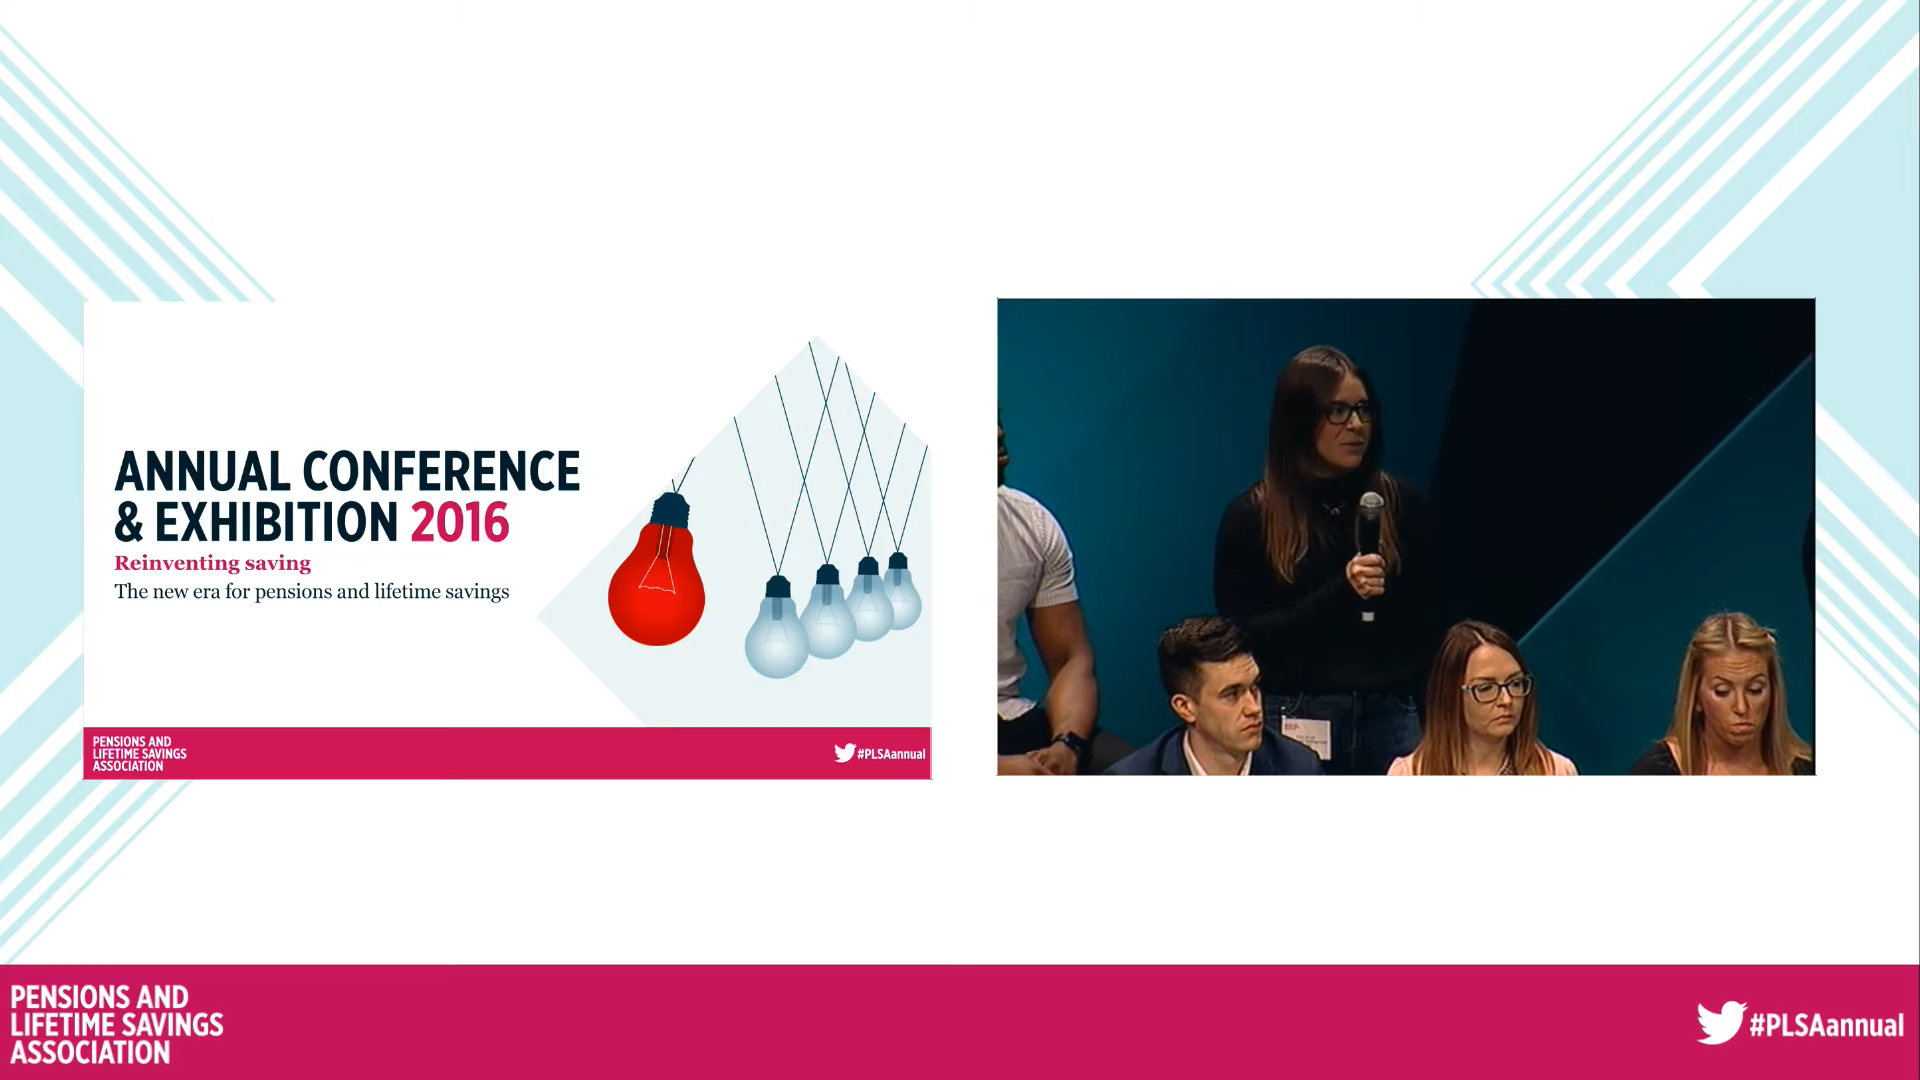 ANNUAL CONFERENCE
& EXHIBITION 2016
Reinventing saving
The new era for pensions and lifetime savings
PENSIONS AND
LIFETIME SAVINGS
ASSOCIATION
#PLSAannual
PENSIONS AND
LIFETIME SAVINGS
ASSOCIATION
#PLSAannual